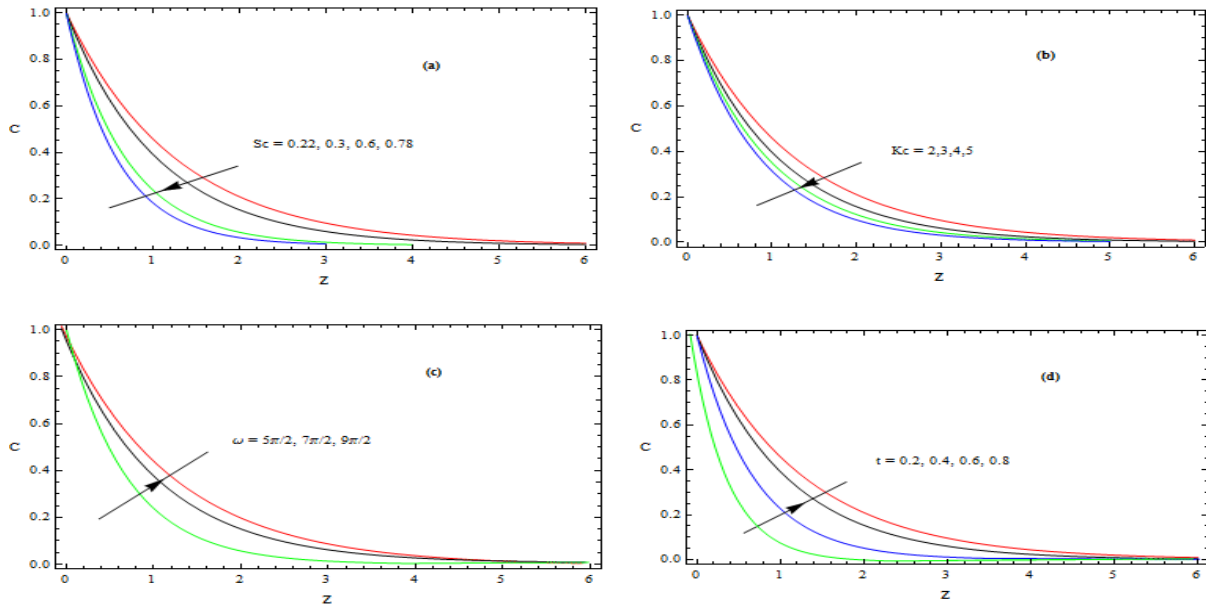 1.0
(a)
0.8
0.6
C
Sc = 0.22, 0.3, 0.6, 0.78
0.4
0.2
0.0
0 1 2 3 4 5 6
Z
1.0
(b)
0.8
0.6
C
Kc = 2,3,4,5
0.4
0.2
0.0
0 1 2 3 4 5 6
Z
1.0
(c)
0.8
0.6
C
ω = 5π/2, 7π/2, 9π/2
0.4
0.2
0.0
0 1 2 3 4 5 6
Z
1.0
(d)
0.8
0.6
C
t = 0.2, 0.4, 0.6, 0.8
0.4
0.2
0.0
0 1 2 3 4 5 6
Z